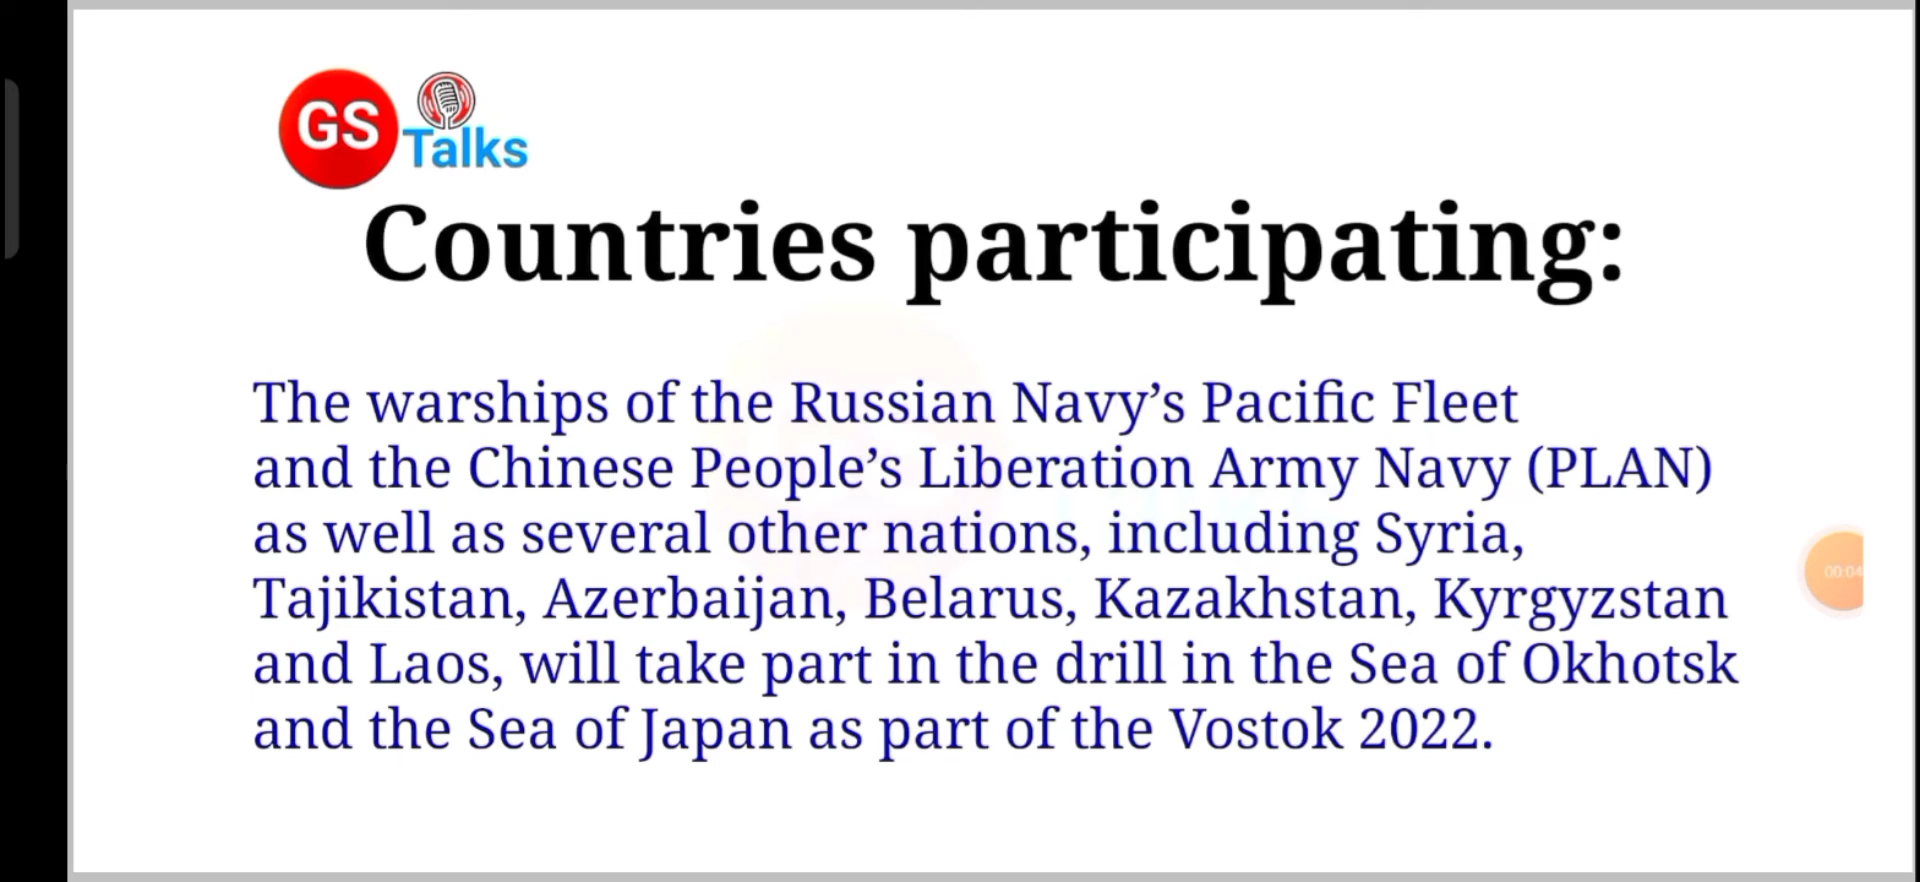 GS
Talks
Countries participating:
The warships of the Russian Navy’s Pacific Fleet
and the Chinese People’s Liberation Army Navy (PLAN)
as well as several other nations, including Syria,
Tajikistan, Azerbaijan, Belarus, Kazakhstan, Kyrgyzstan
and Laos, will take part in the drill in the Sea of Okhotsk
and the Sea of Japan as part of the Vostok 2022.
00:04